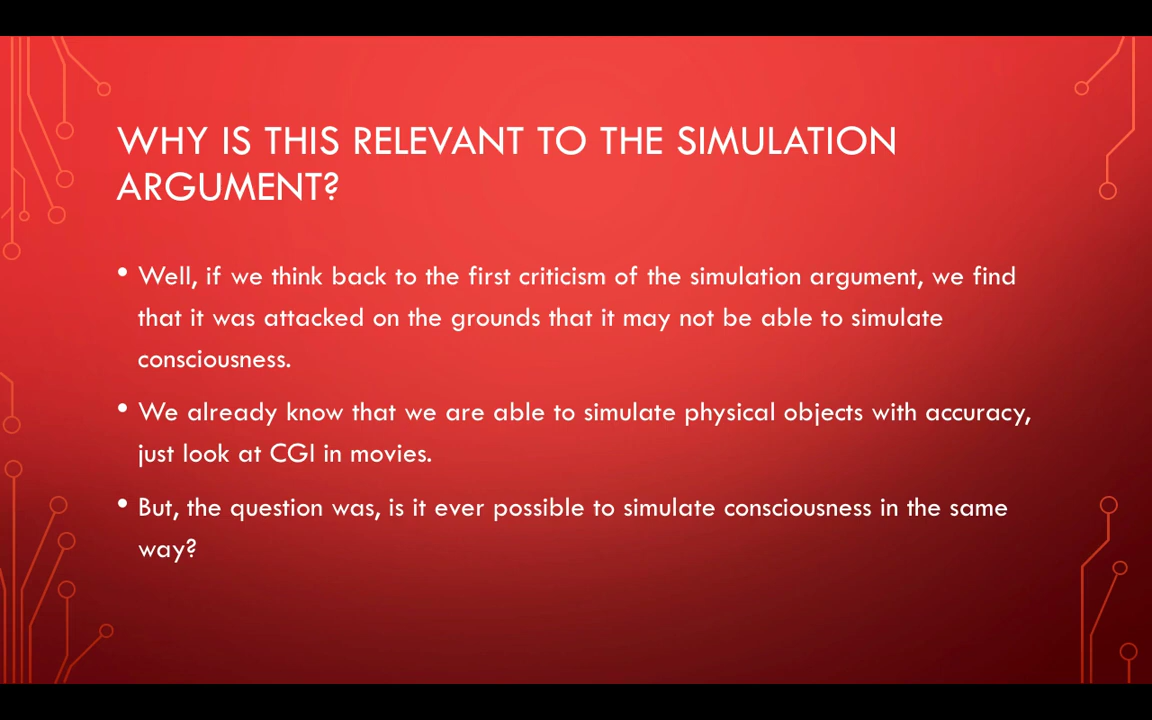 WHY IS THIS RELEVANT TO THE SIMULATION
ARGUMENT?
• Well, if we think back to the first criticism of the simulation argument, we find
that it was attacked on the grounds that it may not be able to simulate
consciousness.
• We already know that we are able to simulate physical objects with accuracy,
just look at CGI in movies.
• But, the question was, is it ever possible to simulate consciousness in the same
way?